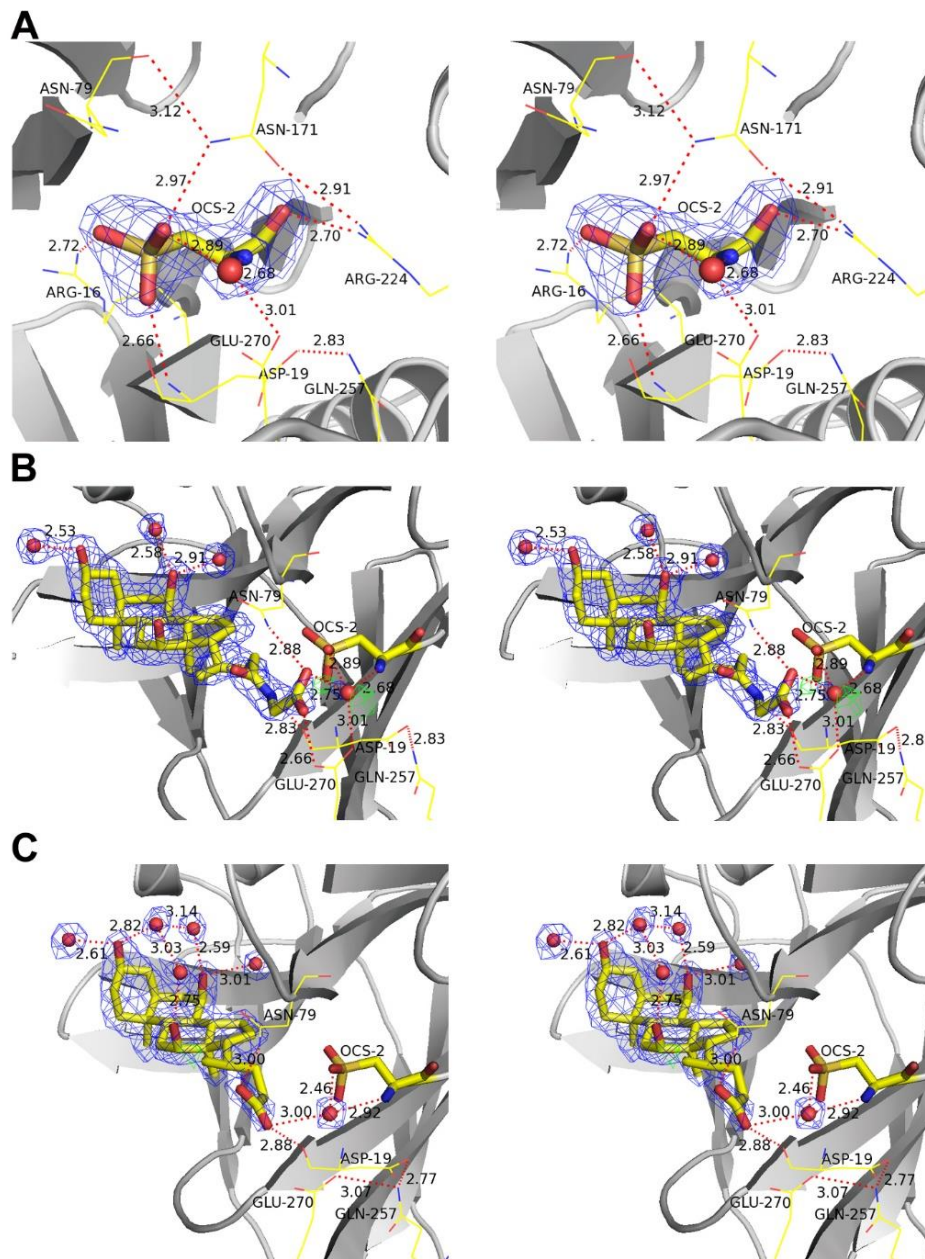 A
ASN-79
3.12
ASN-171
2.97
2.91
OCS-2
2.72
2.89
2.70
2.68
ARG-16
ARG-224
3.01
2.66
GLU-270
2.83
ASP-19
GLN-257
ASN-79
3.12
ASN-171
2.97
2.91
OCS-2
2.72
2.89
2.70
2.68
ARG-16
ARG-224
3.01
2.66
GLU-270
2.83
ASP-19
GLN-257
B
2.53
2.58
2.91
ASN-79
OCS-2
2.88
2.89
2.75
2.68
2.83
3.01
ASP-19
2.83
2.66
GLU-270
GLN-257
2.53
2.58
2.91
ASN-79
OCS-2
2.88
2.89
2.75
2.68
2.83
3.01
ASP-19
2.8
2.66
GLU-270
GLN-257
C
3.14
2.82
2.61
3.03
2.59
3.01
2.75
ASN-79
OCS-2
3.00
2.46
3.00
2.92
2.88
ASP-19
2.77
GLU-270
3.07
GLN-257
3.14
2.82
2.61
3.03
2.59
3.01
2.75
ASN-79
OCS-2
3.00
2.46
3.00
2.92
2.88
ASP-19
2.77
GLU-270
3.07
GLN-257